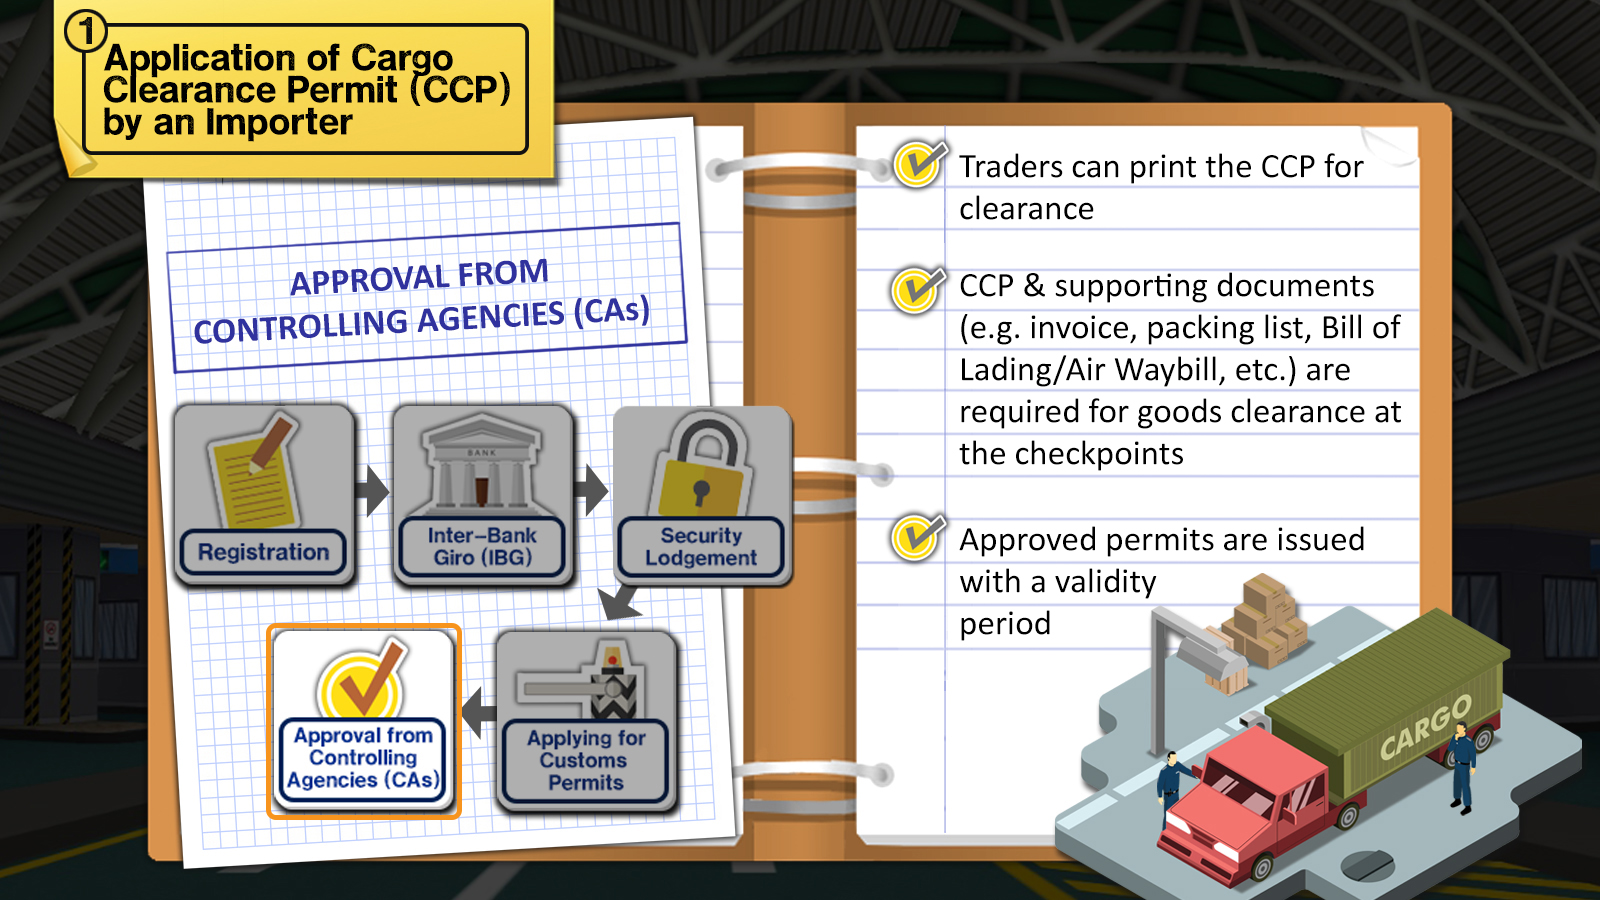 1
Application of Cargo
Clearance Permit (CCP)
by an Importer
APPROVAL FROM
CONTROLLING AGENCIES (CAs)
BANK
Registration
Inter-Bank
Giro (IBG)
Security
Lodgement
Approval from
Controlling
Agencies (CAs)
Applying for
Customs
Permits
Traders can print the CCP for
clearance
CCP & supporting documents
(e.g. invoice, packing list, Bill of
Lading/Air Waybill, etc.) are
required for goods clearance at
the checkpoints
Approved permits are issued
with a validity
period
CARGO